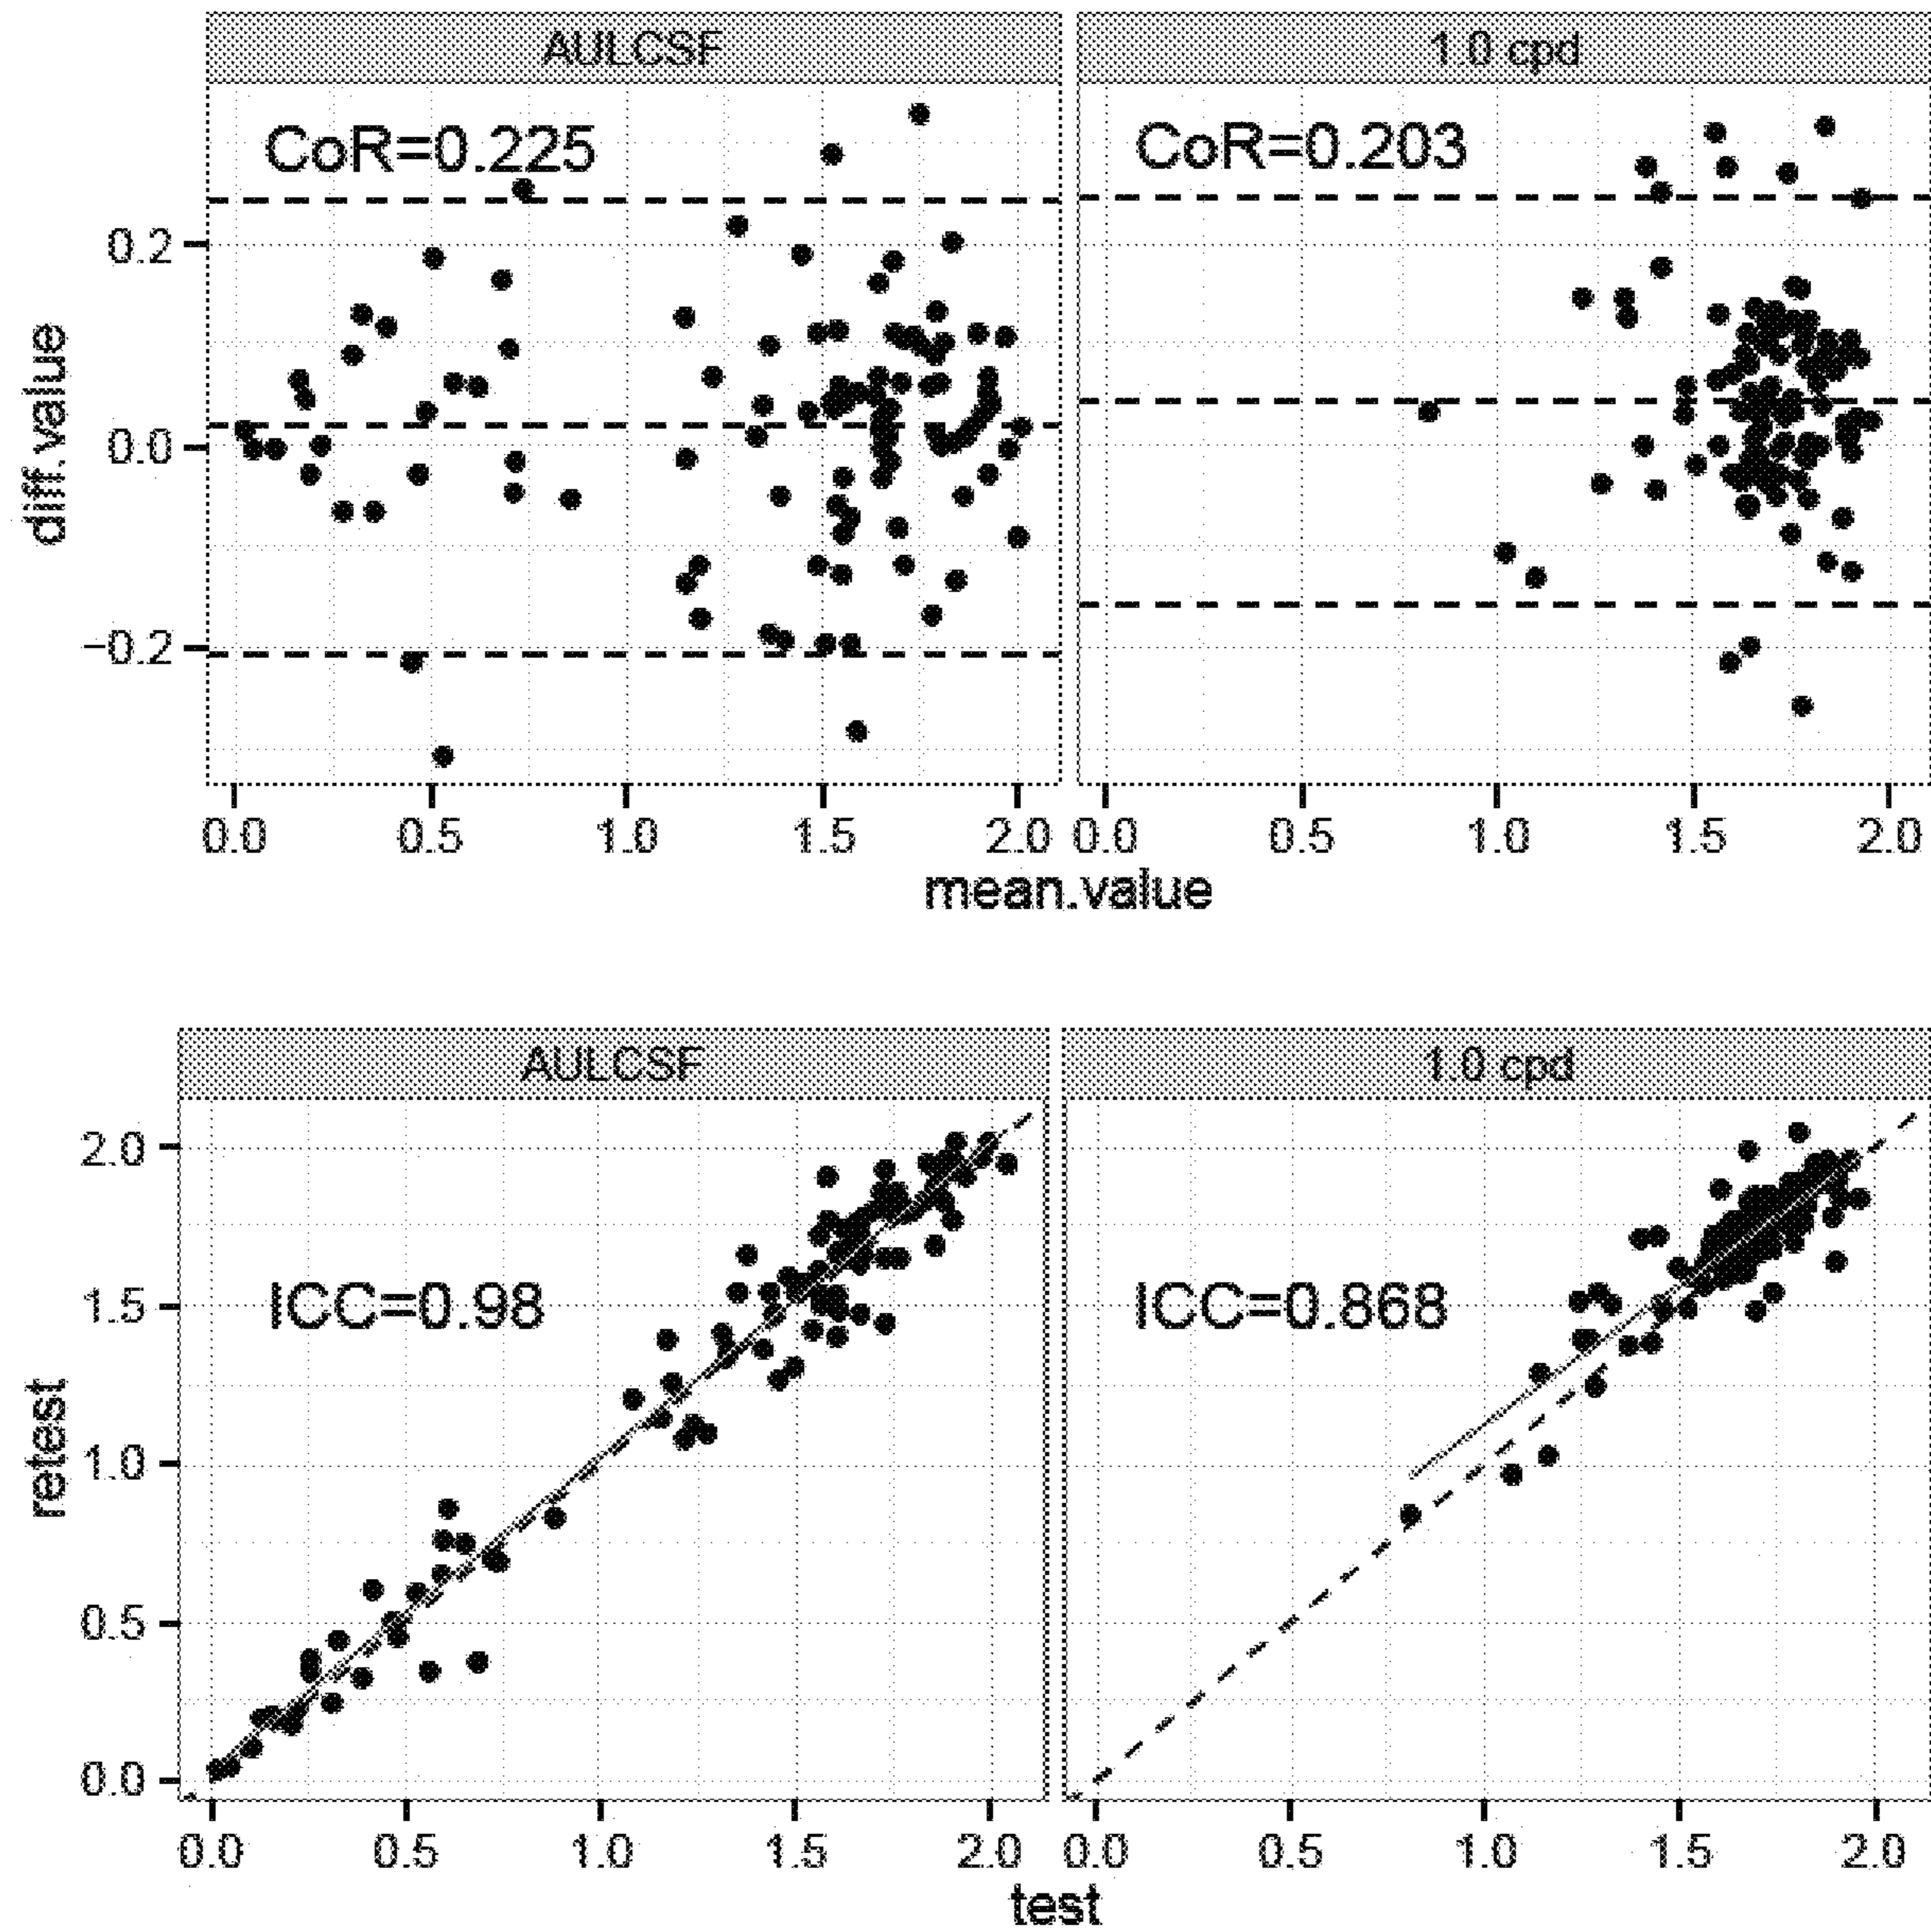 AULCSF
1.0 cpd
CoR=0.225
CoR=0.203
0.2
0.0
−0.2
diff.value
0.0 0.5 1.0 1.5 2.0
0.0 0.5 1.0 1.5 2.0
mean.value
AULCSF
1.0 cpd
ICC=0.98
ICC=0.868
2.0
1.5
1.0
0.5
0.0
retest
0.0 0.5 1.0 1.5 2.0
0.0 0.5 1.0 1.5 2.0
test